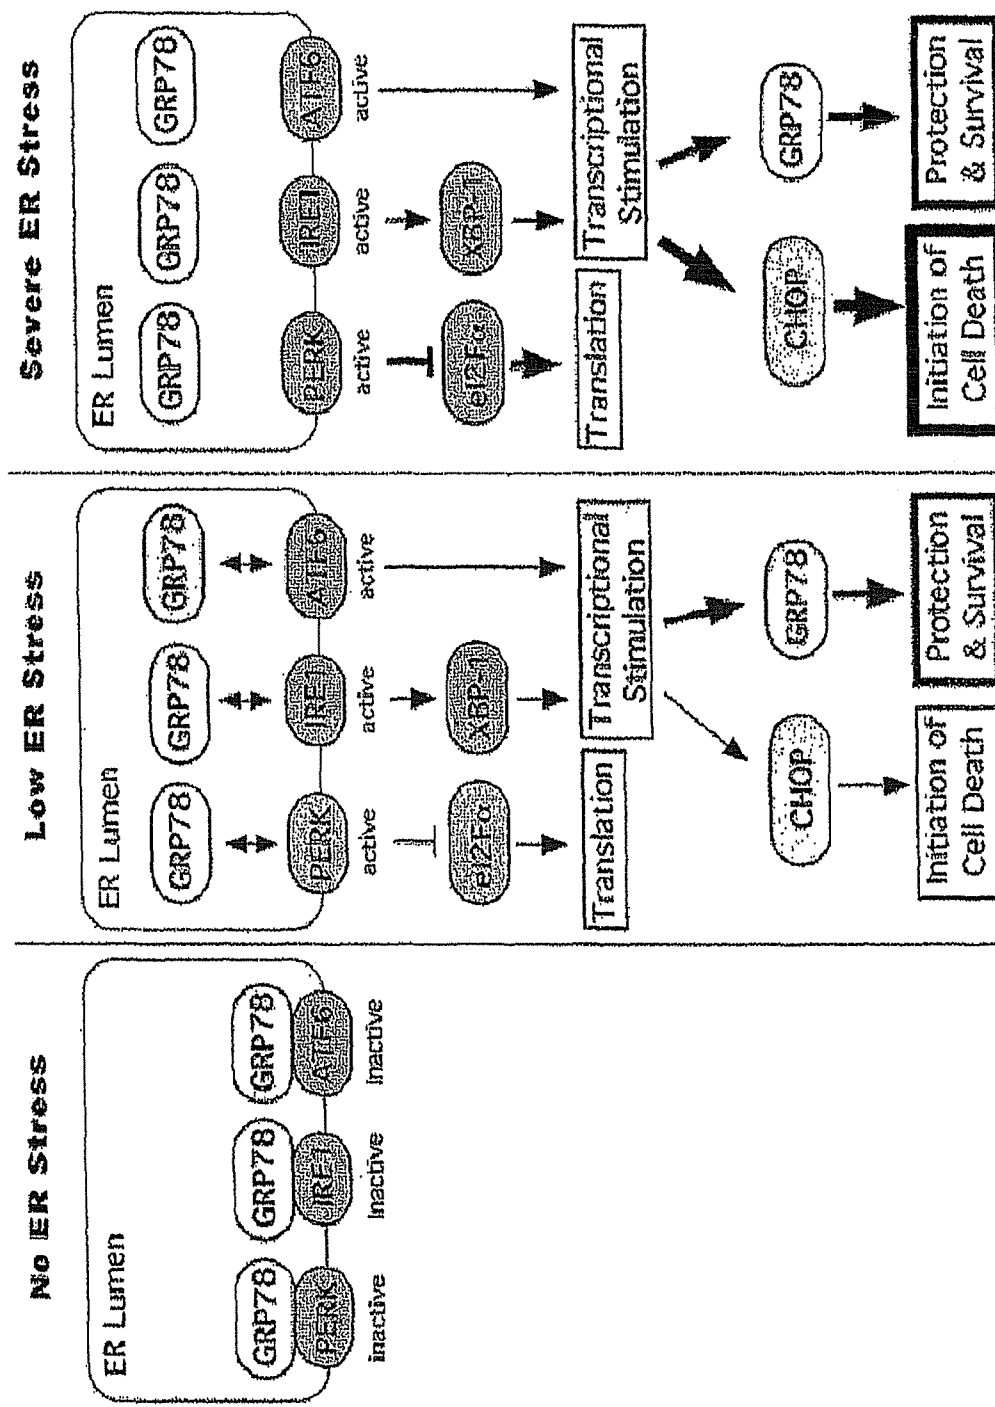 No ER Stress
ER Lumen
GRP78
GRP78
GRP78
PERK
IRE1
ATF6
inactive
Inactive
Inactive
Low ER Stress
ER Lumen
GRP78
GRP78
GRP78
PERK
IRE1
ATF6
active
active
active
eI2Fα
XBP-1
Translation
Transcriptional
Stimulation
CHOP
GRP78
Initiation of
Cell Death
Protection
& Survival
Severe ER Stress
ER Lumen
GRP78
GRP78
GRP78
PERK
IRE1
ATF6
active
active
active
eI2Fα
XBP-1
Translation
Transcriptional
Stimulation
CHOP
GRP78
Initiation of
Cell Death
Protection
& Survival